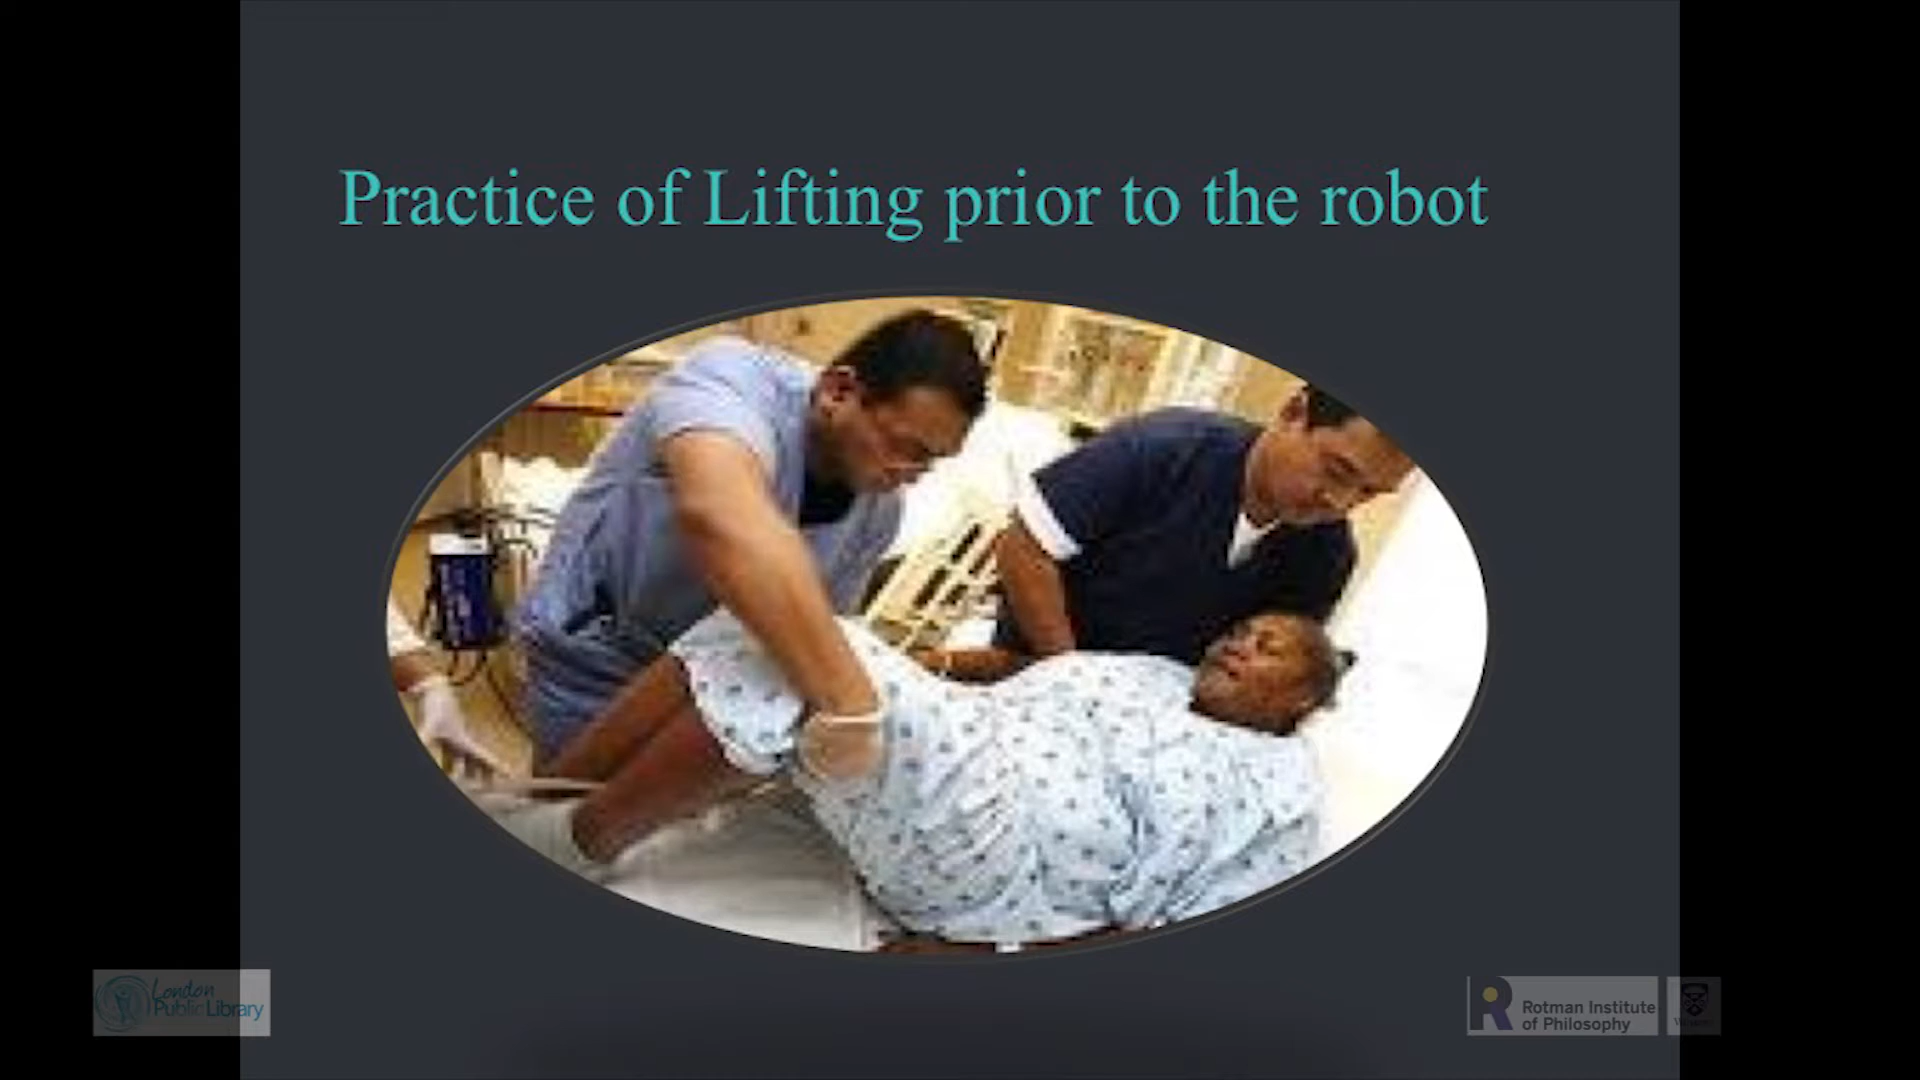 Practice of Lifting prior to the robot
London
Public Library
Rotman Institute
of Philosophy